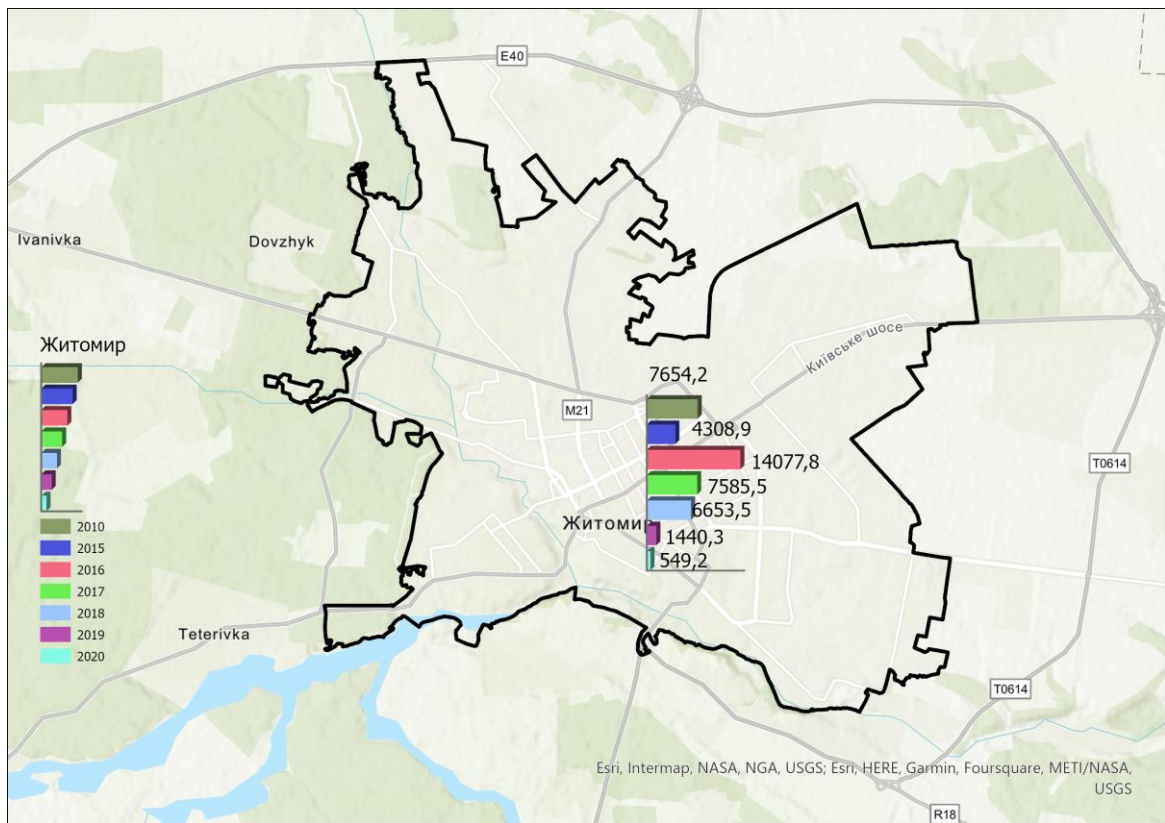 E40
Ivanivka
Dovzhyk
Київське шосе
Житомир
7654,2
M21
4308,9
14077,8
T0614
7585,5
6653,5
Житомир
1440,3
549,2
2010
2015
2016
2017
2018
2019
2020
Teterivka
T0614
Esri, Intermap, NASA, NGA, USGS; Esri, HERE, Garmin, Foursquare, METI/NASA,
USGS
R18